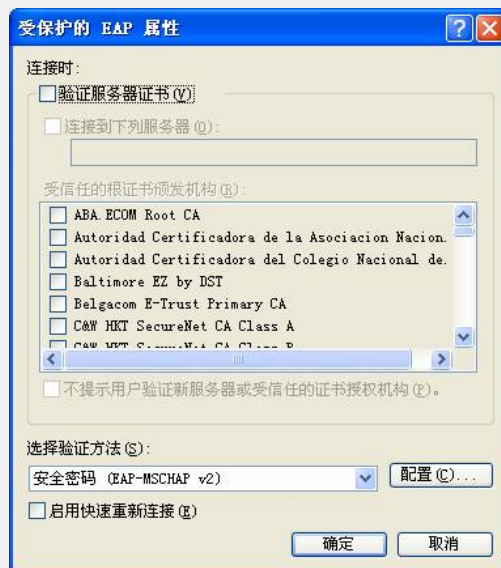 受保护的 EAP 属性
连接时:
验证服务器证书(V)
连接到下列服务器(O):
受信任的根证书颁发机构(R):
ABA.ECOM Root CA
Autoridad Certificadora de la Asociacion Nacion.
Autoridad Certificadora del Colegio Nacional de.
Baltimore EZ by DST
Belgacom E-Trust Primary CA
C&W HKT SecureNet CA Class A
C&W HKT SecureNet CA Class B
不提示用户验证新服务器或受信任的证书授权机构(P)。
选择验证方法(S):
安全密码 (EAP-MSCHAP v2)
配置(C)...
启用快速重新连接(E)
确定
取消